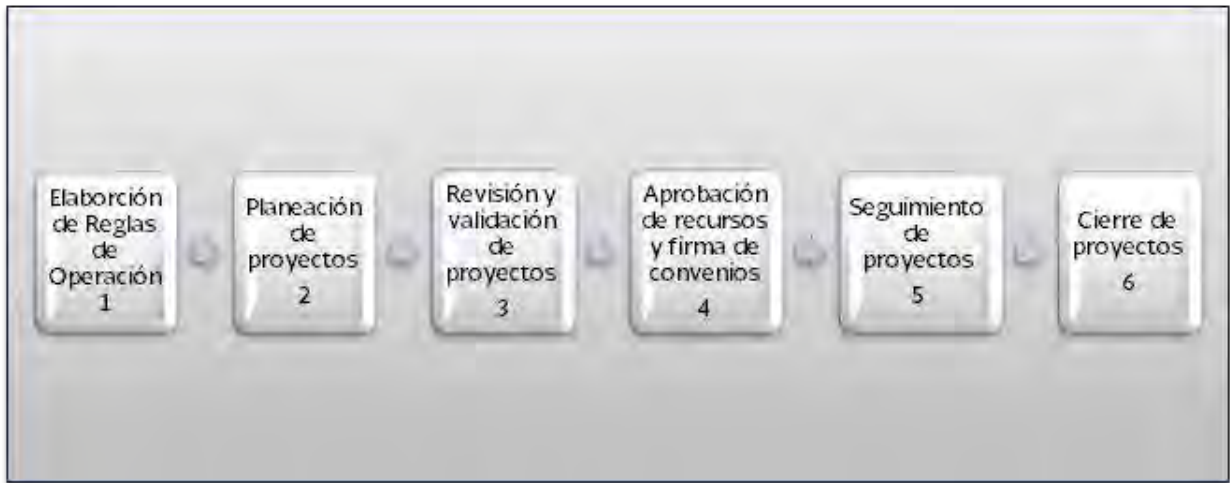 Elaborción
de Reglas
de
Operación
1
Planeación
de
proyectos
2
Revisión y
validación
de
proyectos
3
Aprobación
de recursos
y firma de
convenios
4
Seguimiento
de
proyectos
5
Cierre de
proyectos
6